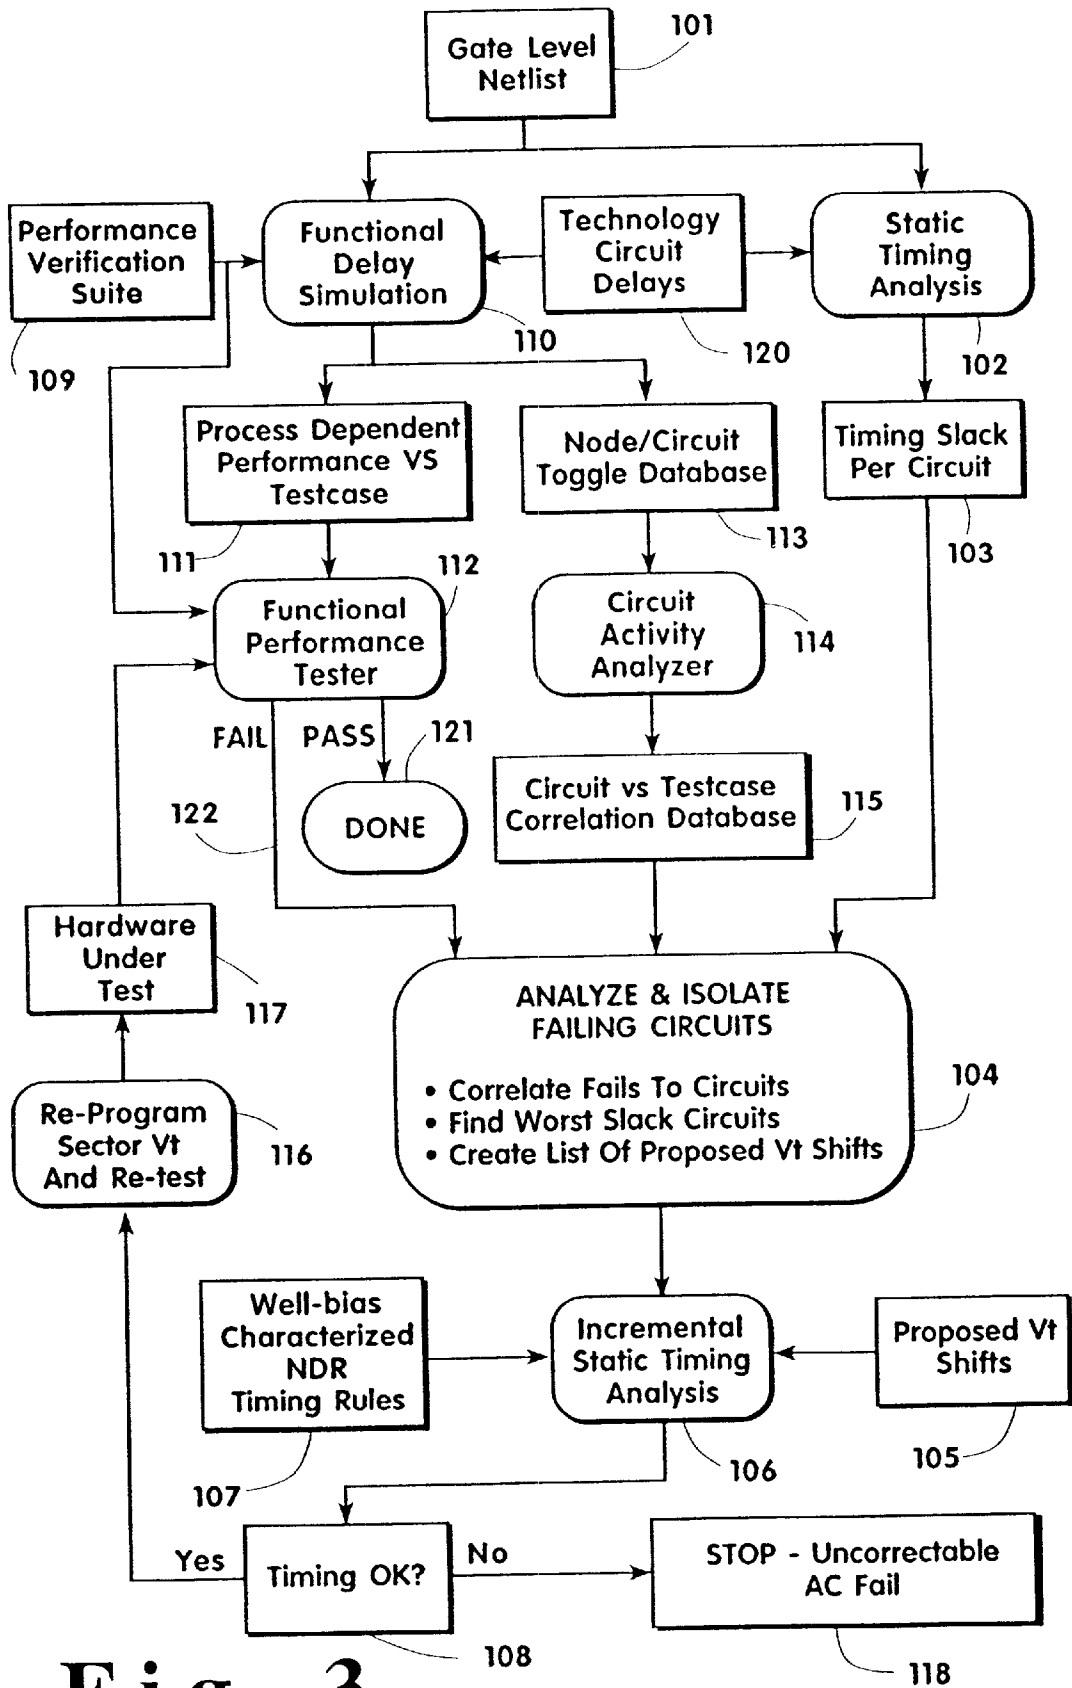 Gate Level
Netlist
101
Performance
Verification
Suite
109
Functional
Delay
Simulation
110
Technology
Circuit
Delays
120
Static
Timing
Analysis
102
Process Dependent
Performance VS
Testcase
111
Node/Circuit
Toggle Database
113
Timing Slack
Per Circuit
103
Functional
Performance
Tester
112
Circuit
Activity
Analyzer
114
FAIL
PASS
121
122
DONE
Circuit vs Testcase
Correlation Database
115
Hardware
Under
Test
117
ANALYZE & ISOLATE
FAILING CIRCUITS
• Correlate Fails To Circuits
• Find Worst Slack Circuits
• Create List Of Proposed Vt Shifts
104
Re-Program
Sector Vt
And Re-test
116
Well-bias
Characterized
NDR
Timing Rules
107
Incremental
Static Timing
Analysis
106
Proposed Vt
Shifts
105
Yes
Timing OK?
No
108
STOP - Uncorrectable
AC Fail
118
Fig. 3